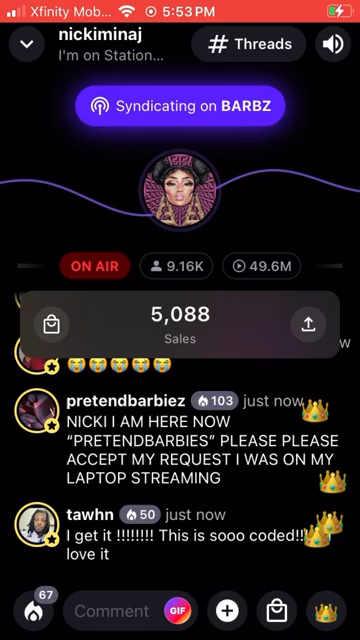 Xfinity Mob... 5:53 PM
nickiminaj
I'm on Station...
# Threads
Syndicating on BARBZ
ON AIR 9.16K 49.6M
5,088
Sales
w
😭😭😭😭😭
pretendbarbiez 103 just now
NICKI I AM HERE NOW
“PRETENDBARBIES” PLEASE PLEASE
ACCEPT MY REQUEST I WAS ON MY
LAPTOP STREAMING
tawhn 50 just now
I get it !!!!!!!! This is sooo coded!!
love it
67
Comment GIF